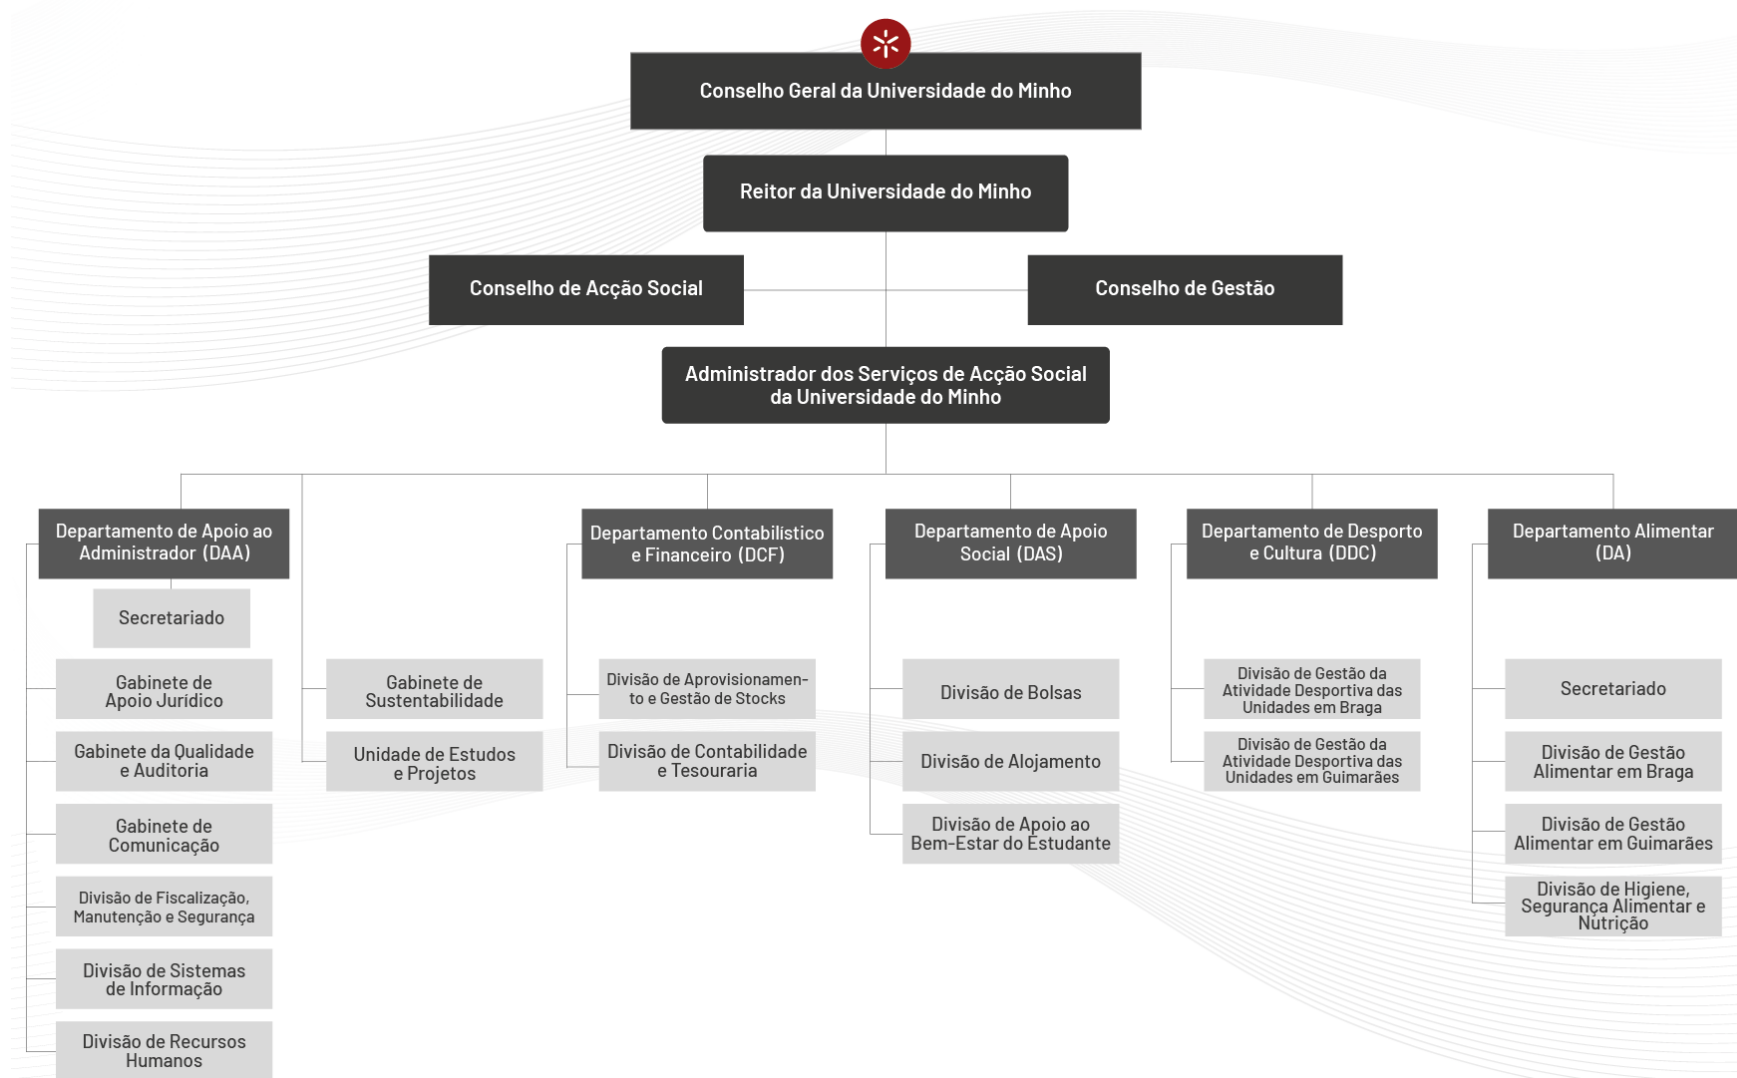 Conselho Geral da Universidade do Minho
Reitor da Universidade do Minho
Conselho de Acção Social
Conselho de Gestão
Administrador dos Serviços de Acção Social
da Universidade do Minho
Departamento de Apoio ao
Administrador (DAA)
Secretariado
Gabinete de
Apoio Jurídico
Gabinete da Qualidade
e Auditoria
Gabinete de
Comunicação
Divisão de Fiscalização,
Manutenção e Segurança
Divisão de Sistemas
de Informação
Divisão de Recursos
Humanos
Gabinete de
Sustentabilidade
Unidade de Estudos
e Projetos
Departamento Contabilístico
e Financeiro (DCF)
Divisão de Aprovisionamen-
to e Gestão de Stocks
Divisão de Contabilidade
e Tesouraria
Departamento de Apoio
Social (DAS)
Divisão de Bolsas
Divisão de Alojamento
Divisão de Apoio ao
Bem-Estar do Estudante
Departamento de Desporto
e Cultura (DDC)
Divisão de Gestão da
Atividade Desportiva das
Unidades em Braga
Divisão de Gestão da
Atividade Desportiva das
Unidades em Guimarães
Departamento Alimentar
(DA)
Secretariado
Divisão de Gestão
Alimentar em Braga
Divisão de Gestão
Alimentar em Guimarães
Divisão de Higiene,
Segurança Alimentar e
Nutrição